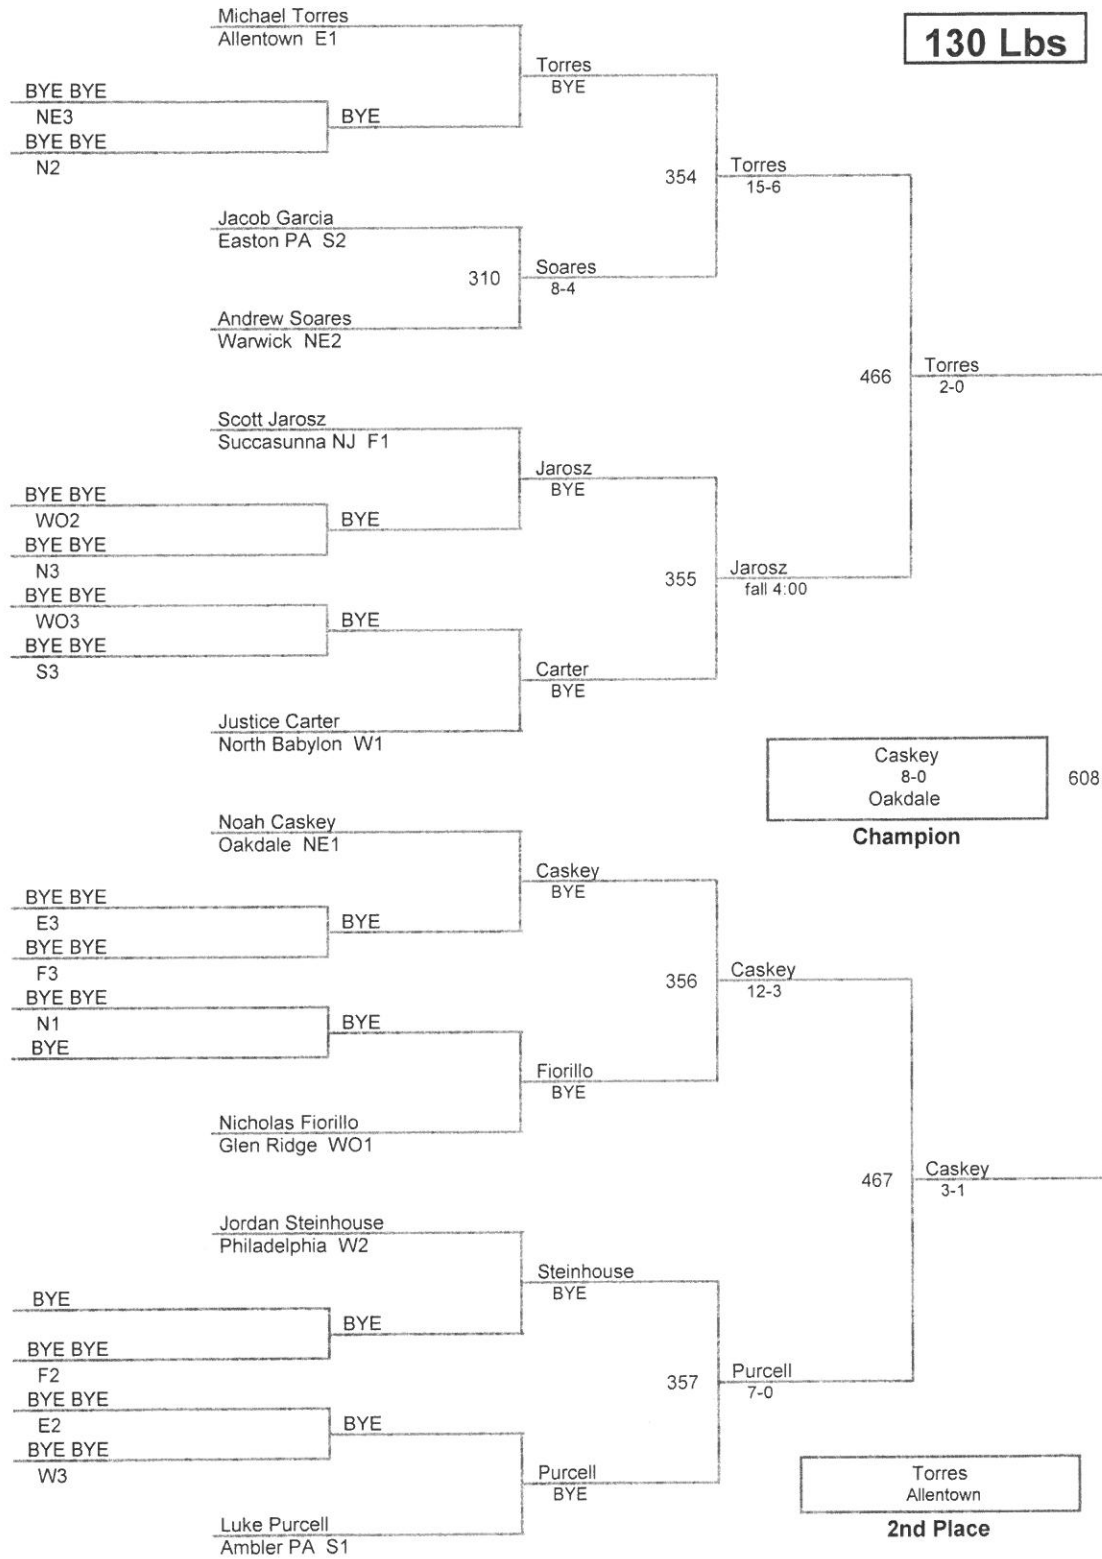 130 Lbs
Michael Torres
Allentown E1
Torres
BYE
BYE BYE
NE3
BYE BYE
N2
BYE
354
Torres
15-6
Jacob Garcia
Easton PA S2
310
Soares
8-4
Andrew Soares
Warwick NE2
466
Torres
2-0
Scott Jarosz
Succasunna NJ F1
Jarosz
BYE
BYE BYE
WO2
BYE BYE
N3
BYE
BYE BYE
WO3
BYE BYE
S3
BYE
355
Jarosz
fall 4:00
Carter
BYE
Justice Carter
North Babylon W1
Caskey
8-0
Oakdale
608
Champion
Noah Caskey
Oakdale NE1
Caskey
BYE
BYE BYE
E3
BYE BYE
F3
BYE
BYE BYE
N1
BYE
BYE
356
Caskey
12-3
Fiorillo
BYE
Nicholas Fiorillo
Glen Ridge WO1
467
Caskey
3-1
Jordan Steinhouse
Philadelphia W2
Steinhouse
BYE
BYE
BYE BYE
F2
BYE
BYE BYE
E2
BYE BYE
W3
BYE
357
Purcell
7-0
Purcell
BYE
Luke Purcell
Ambler PA S1
Torres
Allentown
2nd Place